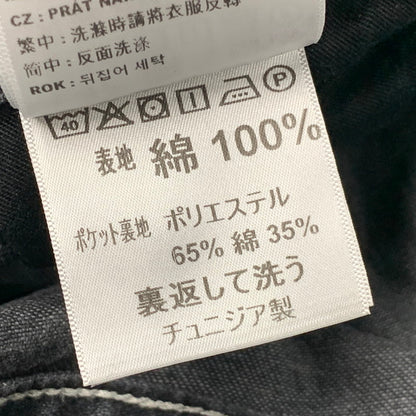 CZ : PRÁT NA
繁中 : 洗滌時請將衣服反轉
简中 : 反面洗涤
ROK : 뒤집어 세탁
40 P
表地 綿 100%
ポケット裏地 ポリエステル
65% 綿 35%
裏返して洗う
チュニジア製